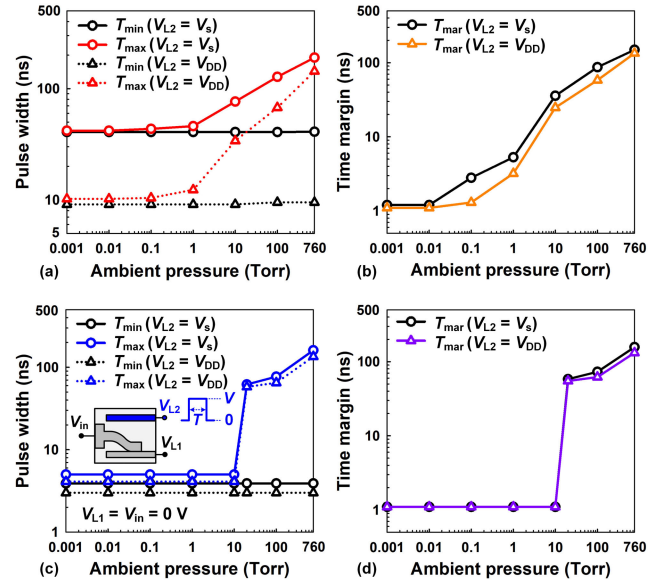 500
100
10
5
Pulse width (ns)
T_min (V_L2 = V_s)
T_max (V_L2 = V_s)
T_min (V_L2 = V_DD)
T_max (V_L2 = V_DD)
0.001 0.01 0.1 1 10 100 760
(a) Ambient pressure (Torr)
500
100
10
1
Time margin (ns)
T_mar (V_L2 = V_s)
T_mar (V_L2 = V_DD)
0.001 0.01 0.1 1 10 100 760
(b) Ambient pressure (Torr)
500
100
10
1
Pulse width (ns)
T_min (V_L2 = V_s)
T_max (V_L2 = V_s)
T_min (V_L2 = V_DD)
T_max (V_L2 = V_DD)
V_in
V_L2
V_L1
V
T
0
V_L1 = V_in = 0 V
0.001 0.01 0.1 1 10 20 100 760
(c) Ambient pressure (Torr)
500
100
10
1
Time margin (ns)
T_mar (V_L2 = V_s)
T_mar (V_L2 = V_DD)
0.001 0.01 0.1 1 10 20 100 760
(d) Ambient pressure (Torr)